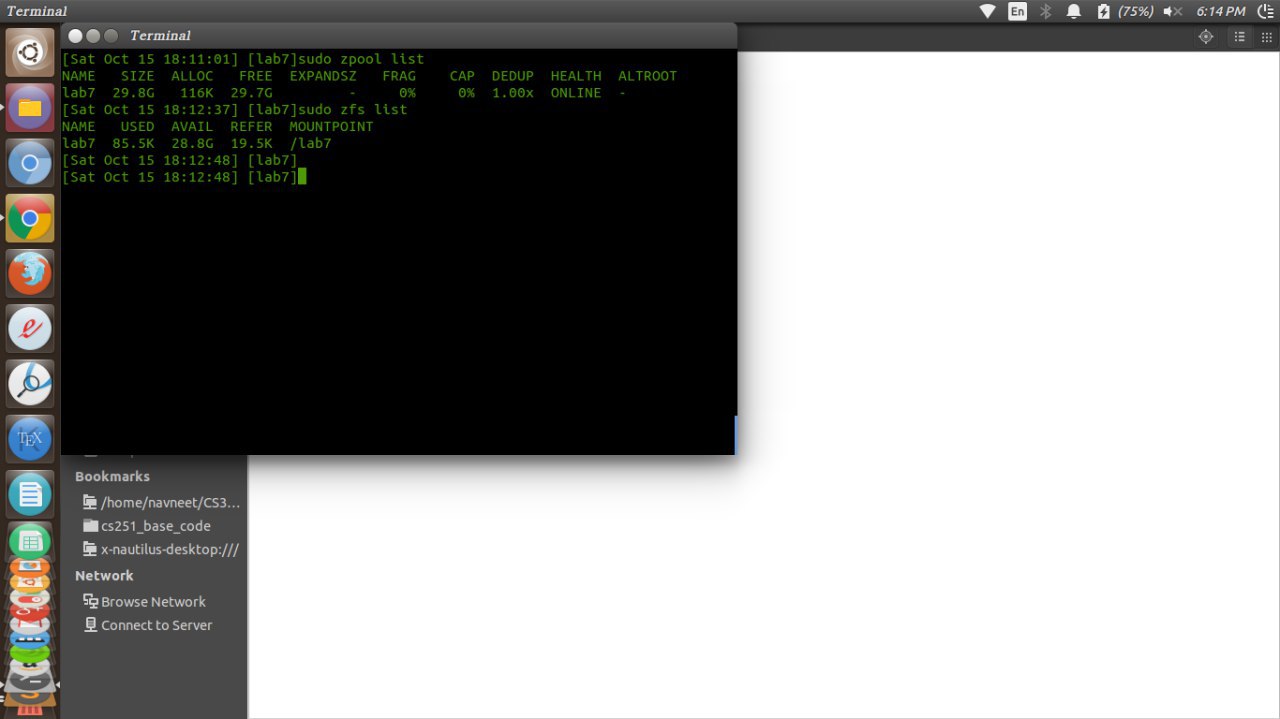 Terminal
En
(75%)
6:14 PM
Terminal
[Sat Oct 15 18:11:01] [lab7]sudo zpool list
NAME   SIZE  ALLOC   FREE  EXPANDSZ   FRAG    CAP  DEDUP  HEALTH  ALTROOT
lab7  29.8G   116K  29.7G         -     0%     0%  1.00x  ONLINE  -
[Sat Oct 15 18:12:37] [lab7]sudo zfs list
NAME   USED  AVAIL  REFER  MOUNTPOINT
lab7  85.5K  28.8G  19.5K  /lab7
[Sat Oct 15 18:12:48] [lab7]
[Sat Oct 15 18:12:48] [lab7]
Bookmarks
/home/navneet/CS3...
cs251_base_code
x-nautilus-desktop:///
Network
Browse Network
Connect to Server
TEX